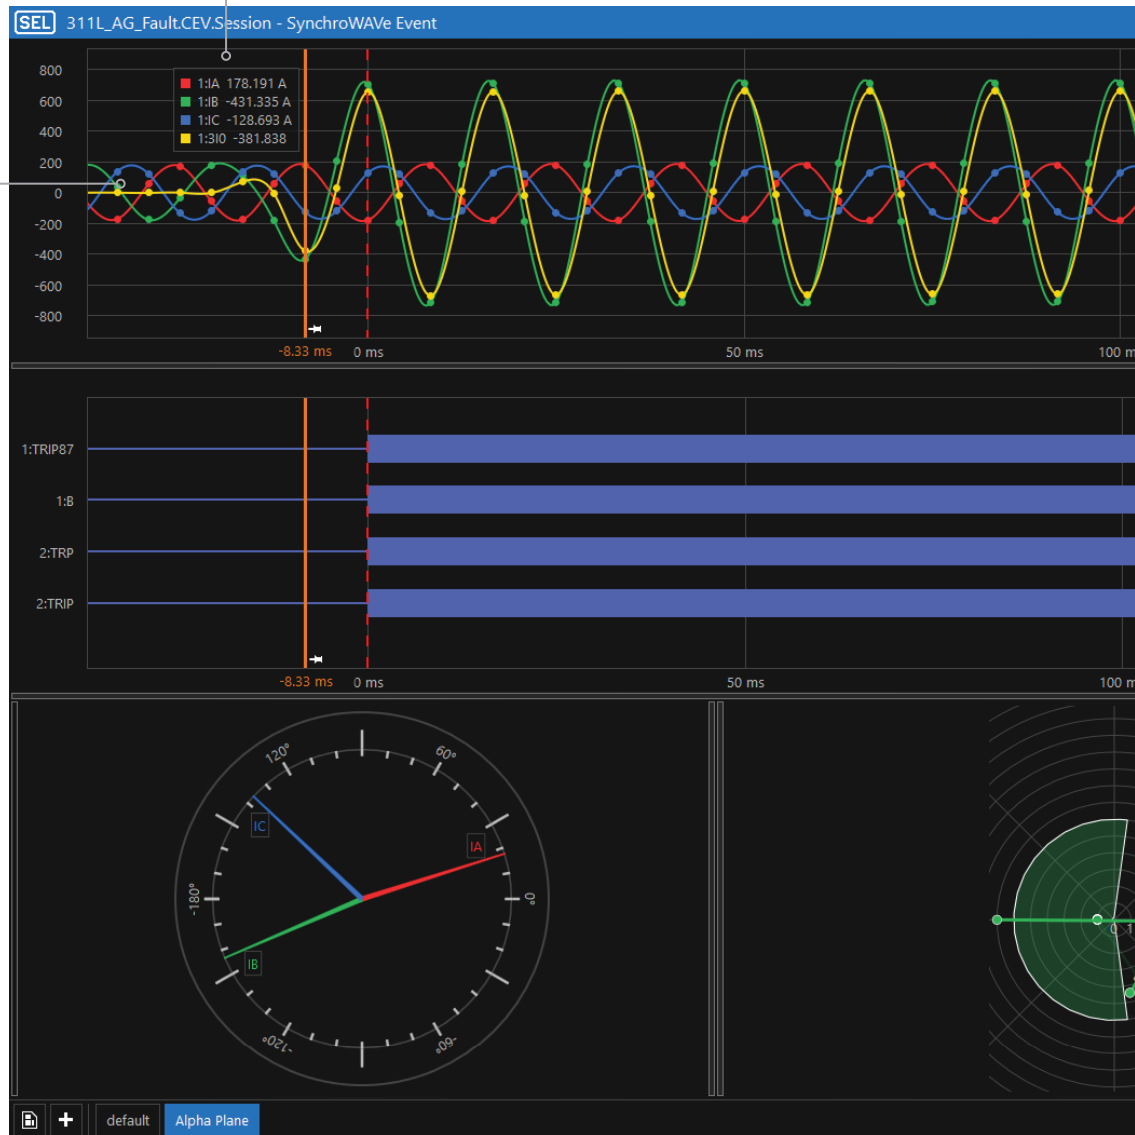 SEL 311L_AG_Fault.CEV.Session - SynchroWAVe Event
800
600
400
200
0
-200
-400
-600
-800
1:IA 178.191 A
1:IB -431.335 A
1:IC -128.693 A
1:3I0 -381.838
-8.33 ms 0 ms 50 ms 100 m
1:TRIP87
1:B
2:TRP
2:TRIP
-8.33 ms 0 ms 50 ms 100 m
120° 60°
IC
IA
-180° 0°
IB
-120° -60°
0 1
default Alpha Plane